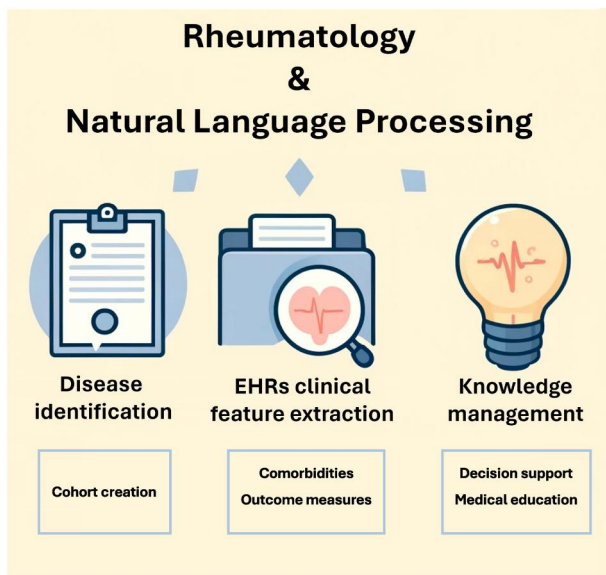 Rheumatology
&
Natural Language Processing
Disease
identification
EHRs clinical
feature extraction
Knowledge
management
Cohort creation
Comorbidities
Outcome measures
Decision support
Medical education